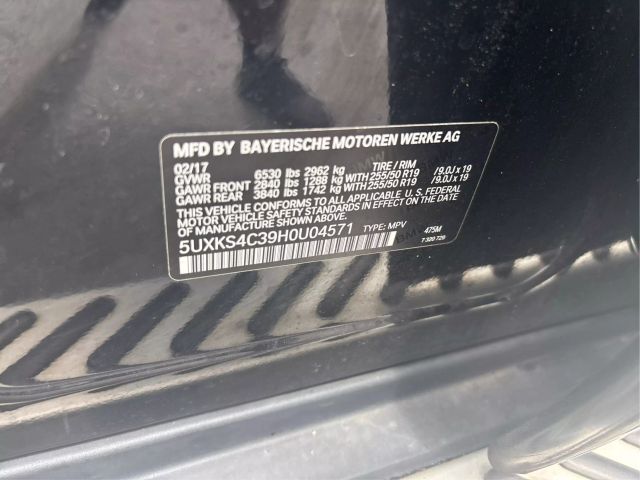 MFD BY BAYERISCHE MOTOREN WERKE AG
02/17
GVWR 6530 lbs 2962 kg TIRE / RIM
GAWR FRONT 2840 lbs 1288 kg WITH 255/50 R19 /9.0J x 19
GAWR REAR 3840 lbs 1742 kg WITH 255/50 R19 /9.0J x 19
THIS VEHICLE CONFORMS TO ALL APPLICABLE U.S. FEDERAL
MOTOR VEHICLE SAFETY STANDARDS IN EFFECT ON THE DATE
OF MANUFACTURE SHOWN ABOVE.
5UXKS4C39H0U04571 TYPE: MPV 475M
7 320 729